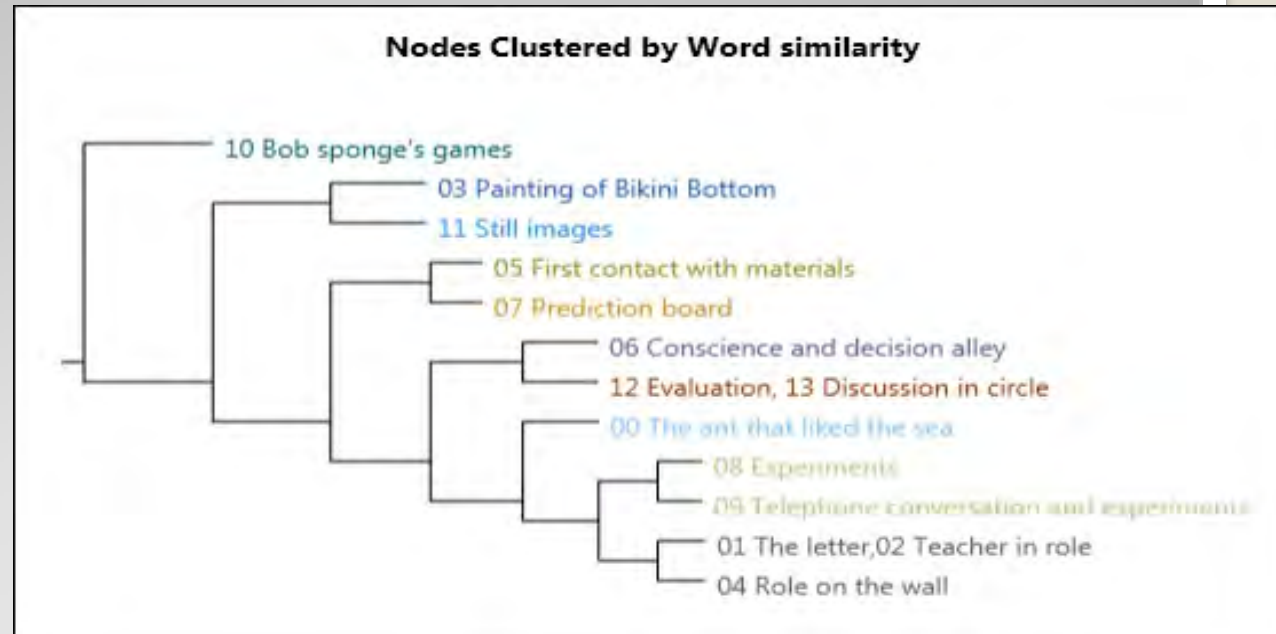 Nodes Clustered by Word similarity
10 Bob sponge's games
03 Painting of Bikini Bottom
11 Still images
05 First contact with materials
07 Prediction board
06 Conscience and decision alley
12 Evaluation, 13 Discussion in circle
00 The ant that liked the sea
08 Experiments
09 Telephone conversation and experiments
01 The letter,02 Teacher in role
04 Role on the wall